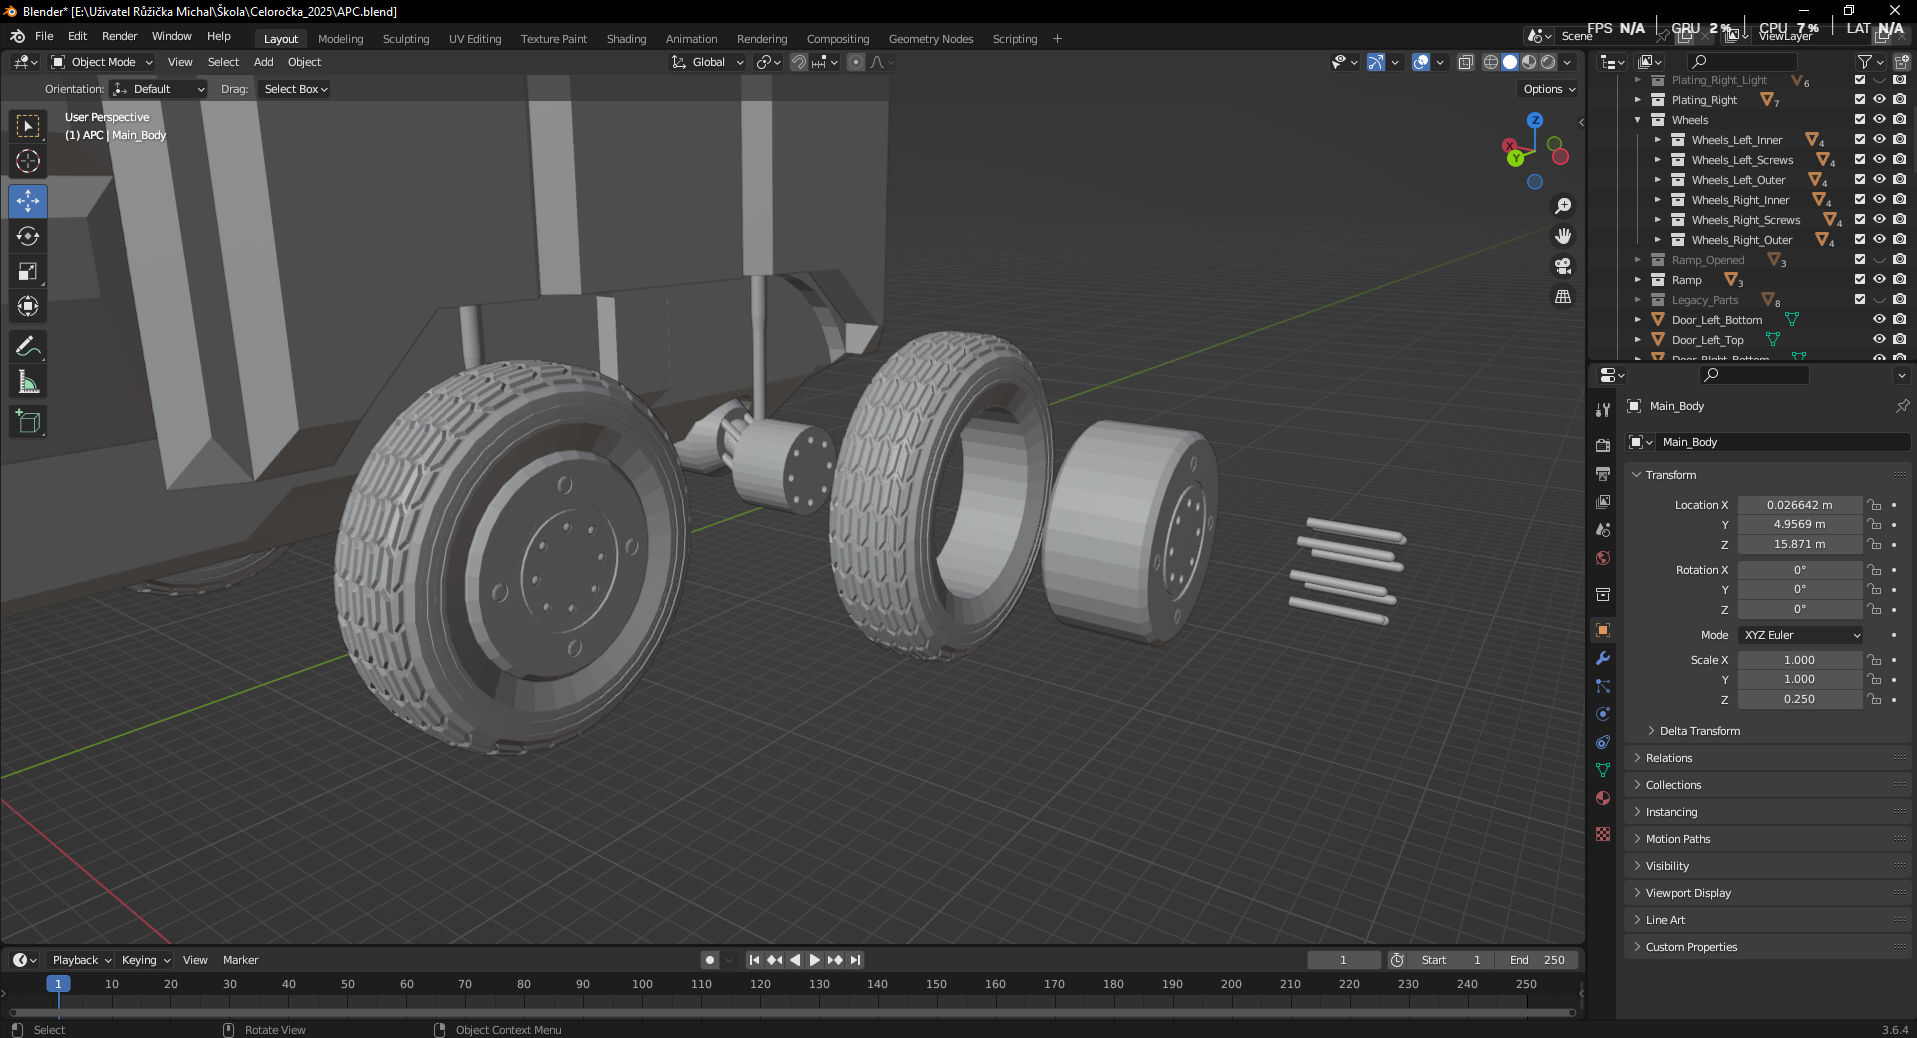 Blender* [E:\Uživatel Růžička Michal\Škola\Celoročka_2025\APC.blend]
FPS N/A GPU 2 % CPU 7 % LAT N/A
File Edit Render Window Help Layout Modeling Sculpting UV Editing Texture Paint Shading Animation Rendering Compositing Geometry Nodes Scripting + Scene ViewLayer
Object Mode View Select Add Object Global
Orientation: Default Drag: Select Box Options
User Perspective
(1) APC | Main_Body
Z
X
Y
Plating_Right_Light 6
Plating_Right 7
Wheels
Wheels_Left_Inner 4
Wheels_Left_Screws 4
Wheels_Left_Outer 4
Wheels_Right_Inner 4
Wheels_Right_Screws 4
Wheels_Right_Outer 4
Ramp_Opened 3
Ramp 3
Legacy_Parts 8
Door_Left_Bottom
Door_Left_Top
Door_Right_Bottom
Main_Body
Main_Body
Transform
Location X 0.026642 m
Y 4.9569 m
Z 15.871 m
Rotation X 0°
Y 0°
Z 0°
Mode XYZ Euler
Scale X 1.000
Y 1.000
Z 0.250
Delta Transform
Relations
Collections
Instancing
Motion Paths
Visibility
Viewport Display
Line Art
Custom Properties
Playback Keying View Marker 1 Start 1 End 250
1 10 20 30 40 50 60 70 80 90 100 110 120 130 140 150 160 170 180 190 200 210 220 230 240 250
Select Rotate View Object Context Menu 3.6.4